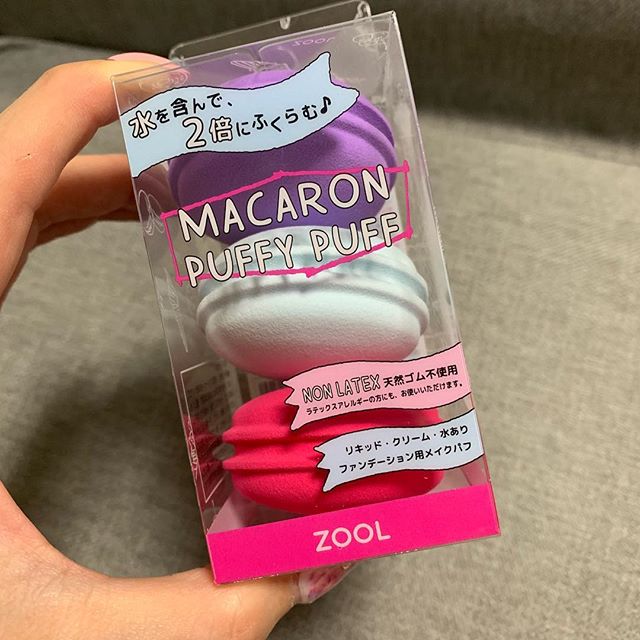 水を含んで、
2倍にふくらむ♪
MACARON
PUFFY PUFF
NON LATEX 天然ゴム不使用
ラテックスアレルギーの方にも、お使いいただけます。
リキッド・クリーム・水あり
ファンデーション用メイクパフ
ZOOL